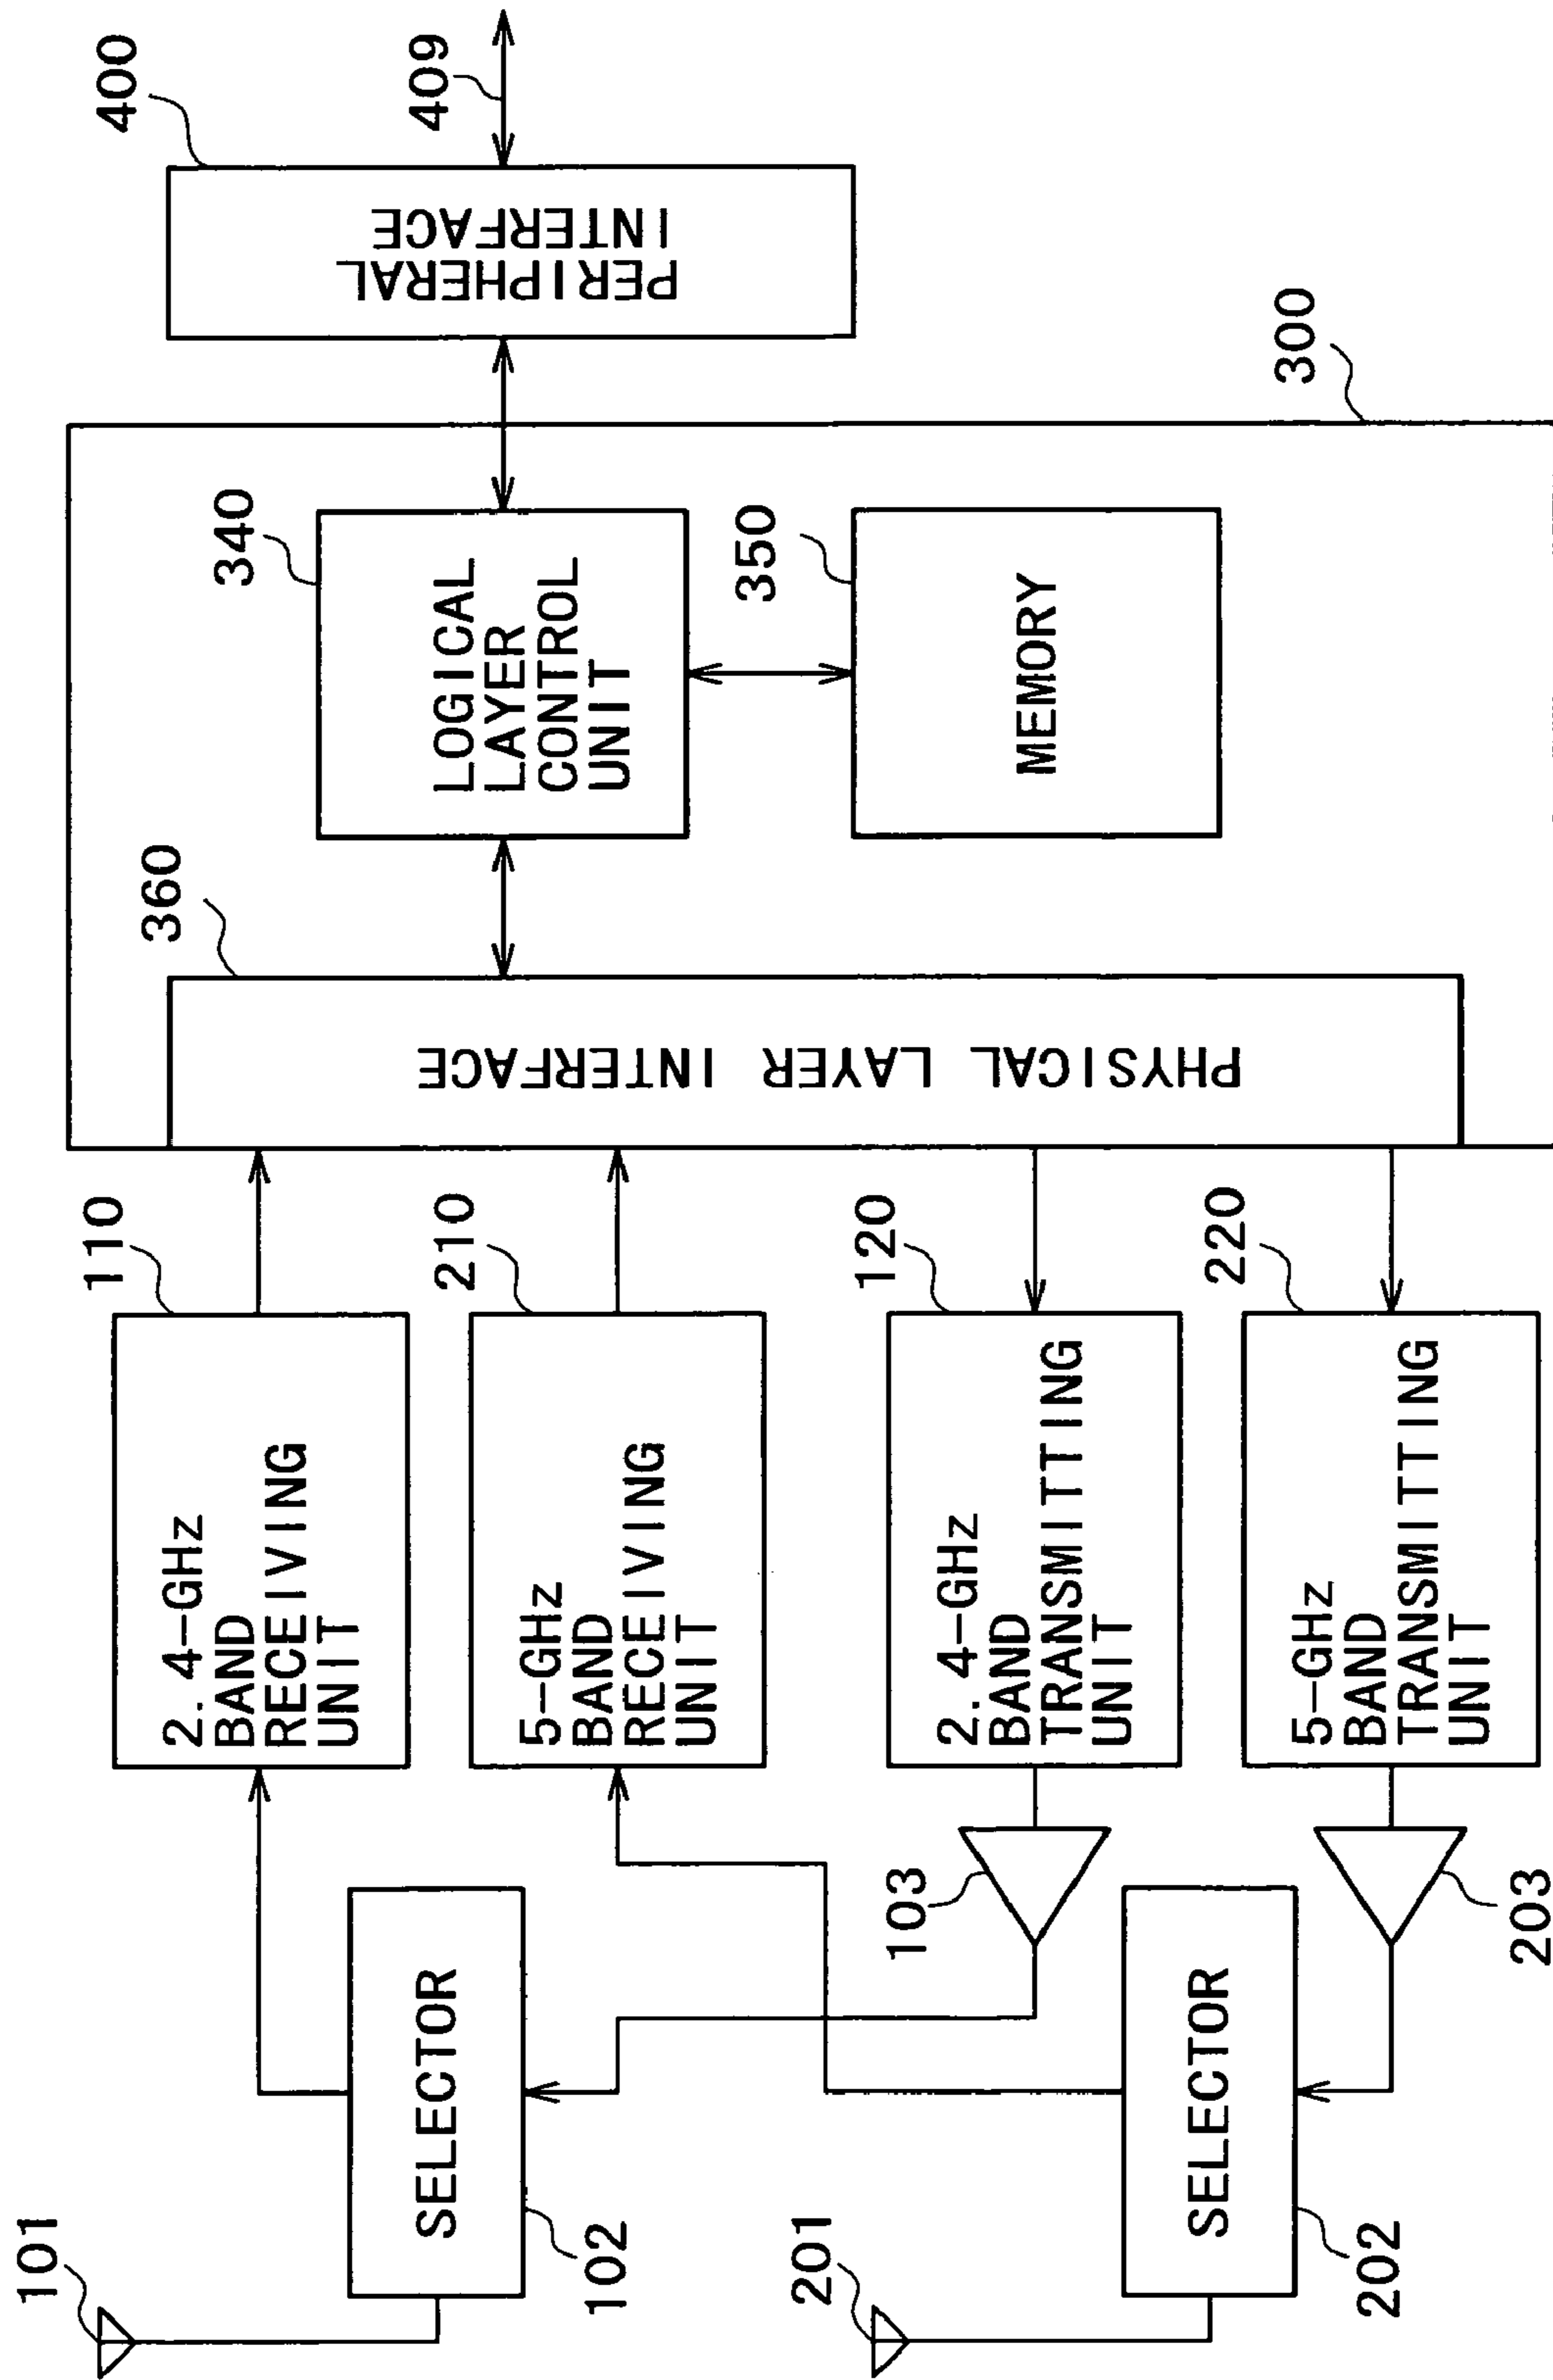 101
102
SELECTOR
110
2.4-GHz
BAND
RECEIVING
UNIT
210
5-GHz
BAND
RECEIVING
UNIT
201
202
SELECTOR
103
120
2.4-GHz
BAND
TRANSMITTING
UNIT
203
220
5-GHz
BAND
TRANSMITTING
UNIT
360
PHYSICAL LAYER INTERFACE
340
LOGICAL
LAYER
CONTROL
UNIT
350
MEMORY
300
400
PERIPHERAL
INTERFACE
409